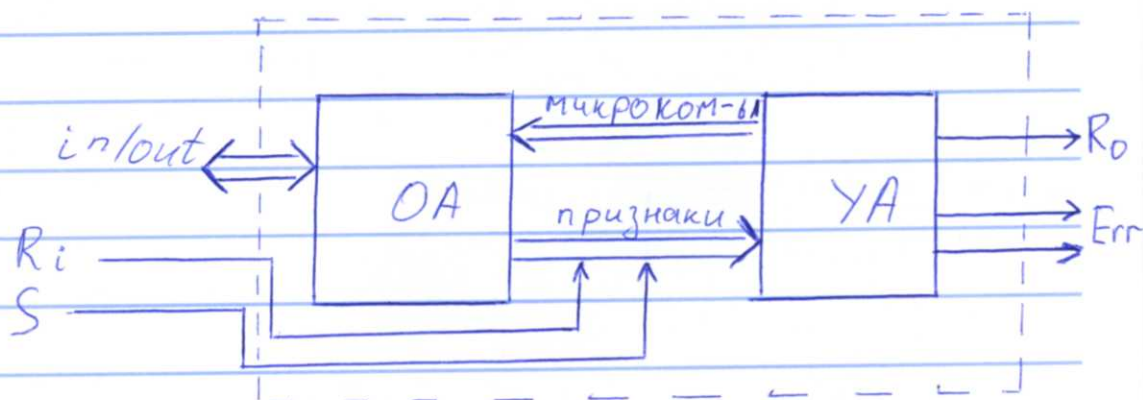 микроком-ы
in/out
R₀
ОА
УА
признаки
Err
Ri
S